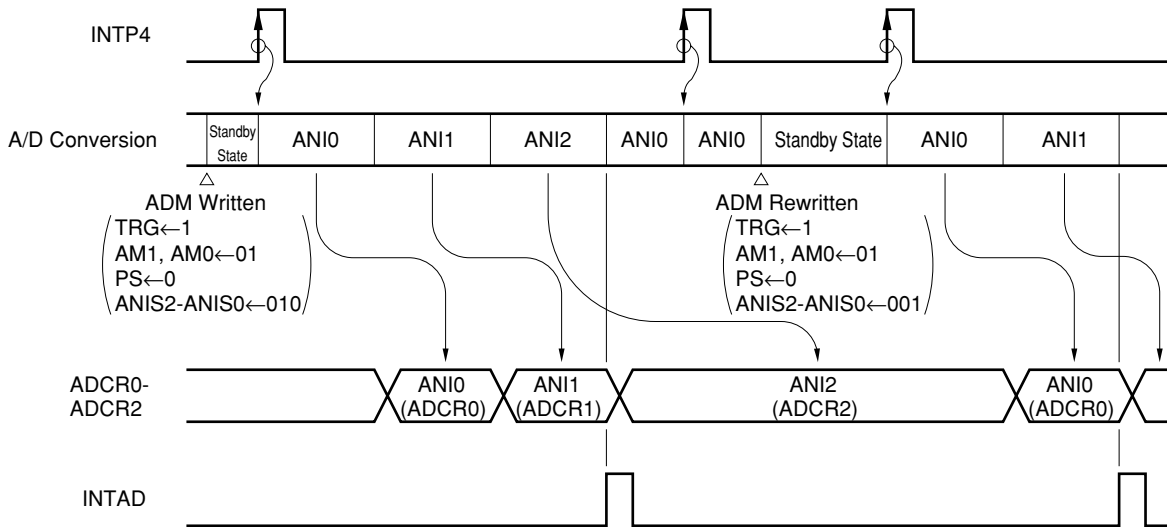 INTP4
A/D Conversion
Standby
State
ANI0
ANI1
ANI2
ANI0
ANI0
Standby State
ANI0
ANI1
ADM Written
TRG←1
AM1, AM0←01
PS←0
ANIS2-ANIS0←010
ADM Rewritten
TRG←1
AM1, AM0←01
PS←0
ANIS2-ANIS0←001
ADCR0-
ADCR2
ANI0
(ADCR0)
ANI1
(ADCR1)
ANI2
(ADCR2)
ANI0
(ADCR0)
INTAD